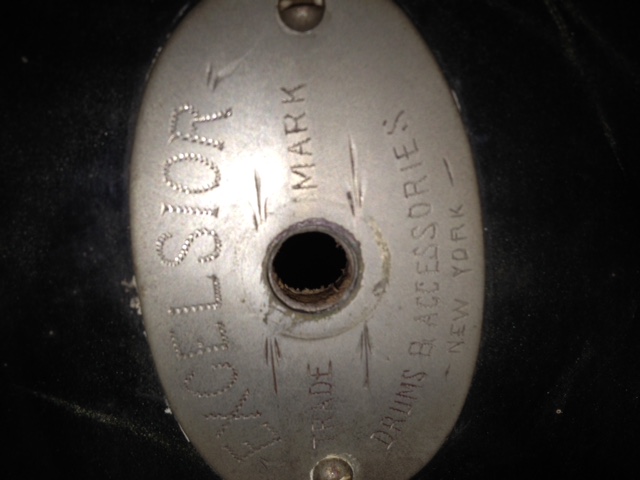 EXCELSIOR
TRADE MARK
DRUMS & ACCESSORIES
NEW YORK